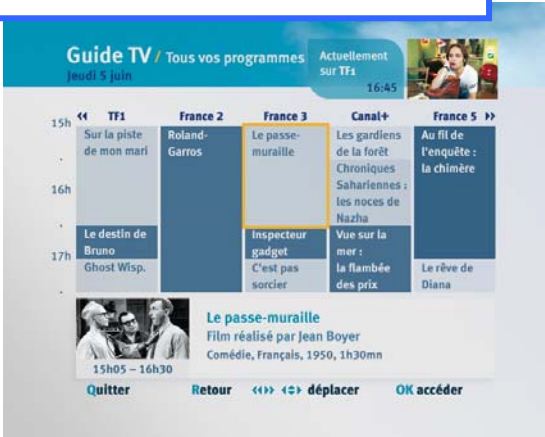 Guide TV / Tous vos programmes
Jeudi 5 juin
Actuellement
sur TF1
16:45
TF1 France 2 France 3 Canal+ France 5
15h
16h
17h
Sur la piste
de mon mari
Le destin de
Bruno
Ghost Wisp.
Roland-
Garros
Le passe-
muraille
Inspecteur
gadget
C'est pas
sorcier
Les gardiens
de la forêt
Chroniques
Sahariennes :
les noces de
Nazha
Vue sur la
mer :
la flambée
des prix
Au fil de
l'enquête :
la chimère
Le rêve de
Diana
Le passe-muraille
Film réalisé par Jean Boyer
Comédie, Français, 1950, 1h30mn
15h05 – 16h30
Quitter Retour déplacer OK accéder